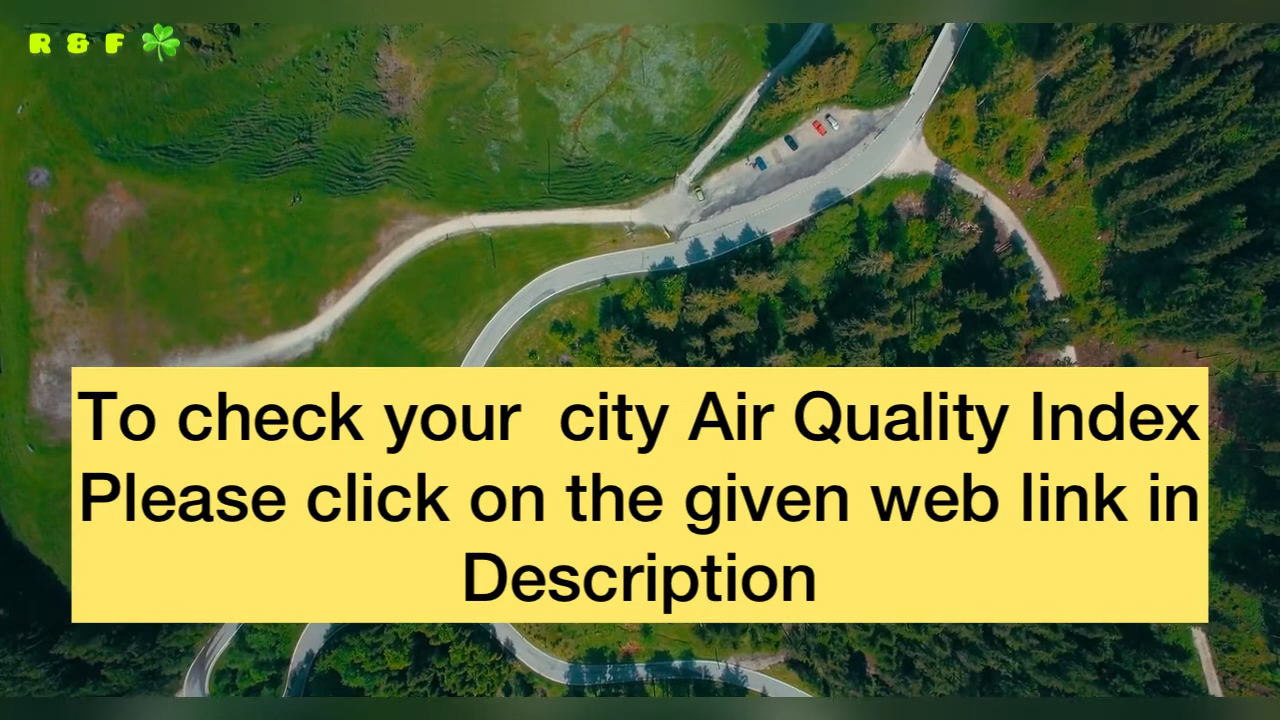 R & F
To check your  city Air Quality Index
Please click on the given web link in
Description